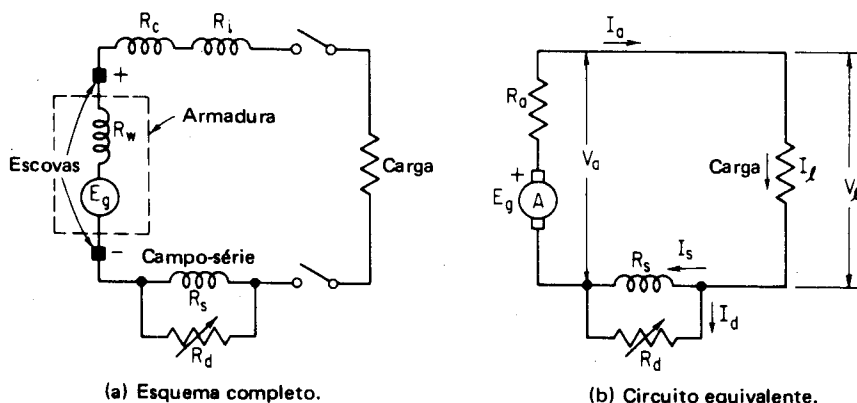 R_c R_i
+
Armadura
R_w
Escovas
E_g
Carga
-
Campo-série
R_s
R_d
(a) Esquema completo.
I_a
R_a
V_a
Carga
I_ℓ
V_ℓ
+
E_g
A
R_s
I_s
I_d
R_d
(b) Circuito equivalente.